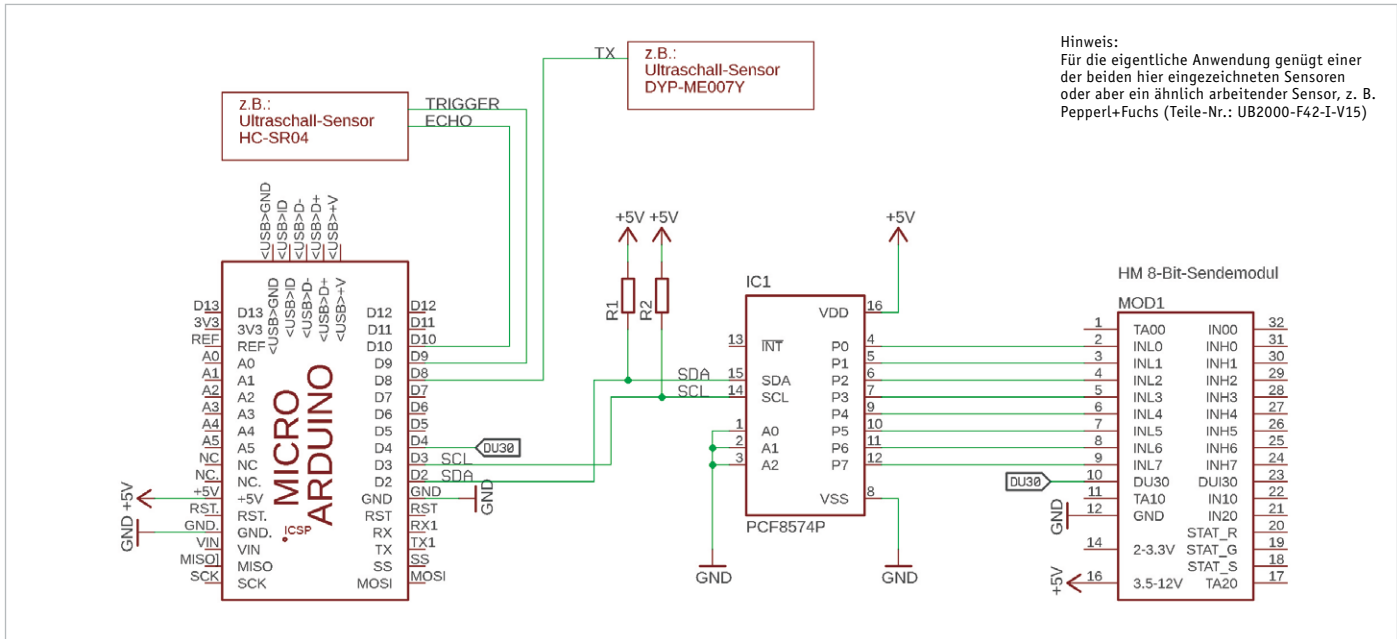 Hinweis:
Für die eigentliche Anwendung genügt einer
der beiden hier eingezeichneten Sensoren
oder aber ein ähnlich arbeitender Sensor, z. B.
Pepperl+Fuchs (Teile-Nr.: UB2000-F42-I-V15)
TX
z.B.:
Ultraschall-Sensor
DYP-ME007Y
z.B.:
Ultraschall-Sensor
HC-SR04
TRIGGER
ECHO
<USB>GND
<USB>ID
<USB>D-
<USB>D+
<USB>+V
<USB>GND
<USB>ID
<USB>D-
<USB>D+
<USB>+V
D13 D13 D12 D12
3V3 3V3 D11 D11
REF REF D10 D10
A0 A0 D9 D9
A1 A1 D8 D8
A2 A2 D7 D7
A3 A3 D6 D6
A4 A4 D5 D5
A5 A5 D4 D4 DU30
NC NC D3 D3 SCL
NC. NC. D2 D2 SDA
+5V +5V +5V GND GND GND
RST. RST. RST RST
GND GND. GND. RX RX1
VIN VIN TX TX1
MISO] MISO SS SS
SCK SCK MOSI MOSI
MICRO
ARDUINO
ICSP
+5V +5V
R1 R2
SDA
SCL
+5V
IC1
VDD 16
13 INT P0 4
P1 5
15 SDA P2 6
14 SCL P3 7
P4 9
1 A0 P5 10
2 A1 P6 11
3 A2 P7 12
VSS 8
PCF8574P
GND
GND
HM 8-Bit-Sendemodul
MOD1
1 TA00 IN00 32
2 INL0 INH0 31
3 INL1 INH1 30
4 INL2 INH2 29
5 INL3 INH3 28
6 INL4 INH4 27
7 INL5 INH5 26
8 INL6 INH6 25
9 INL7 INH7 24
DU30 10 DU30 DUI30 23
11 TA10 IN10 22
GND 12 GND IN20 21
STAT_R 20
14 2-3.3V STAT_G 19
STAT_S 18
+5V 16 3.5-12V TA20 17